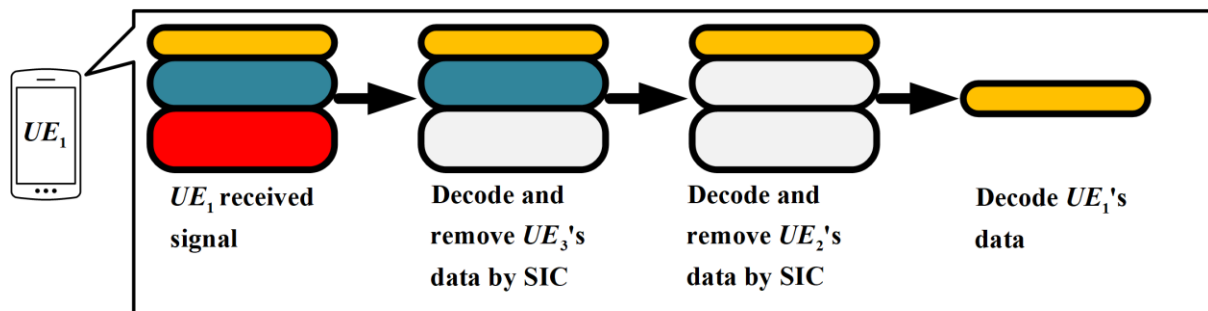 UE₁
UE₁ received
signal
Decode and
remove UE₃'s
data by SIC
Decode and
remove UE₂'s
data by SIC
Decode UE₁'s
data